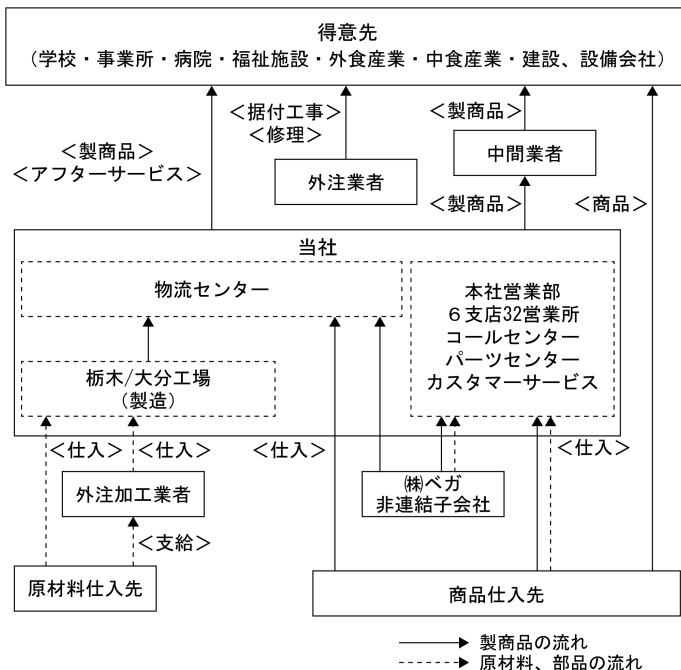 得意先
(学校・事業所・病院・福祉施設・外食産業・中食産業・建設、設備会社)
<製商品>
<アフターサービス>
<据付工事>
<修理>
外注業者
<製商品>
中間業者
<製商品>
<商品>
当社
物流センター
本社営業部
6支店32営業所
コールセンター
パーツセンター
カスタマーサービス
栃木/大分工場
(製造)
<仕入>
<仕入>
<仕入>
<仕入>
外注加工業者
㈱ベガ
非連結子会社
<支給>
原材料仕入先
商品仕入先
製商品の流れ
原材料、部品の流れ